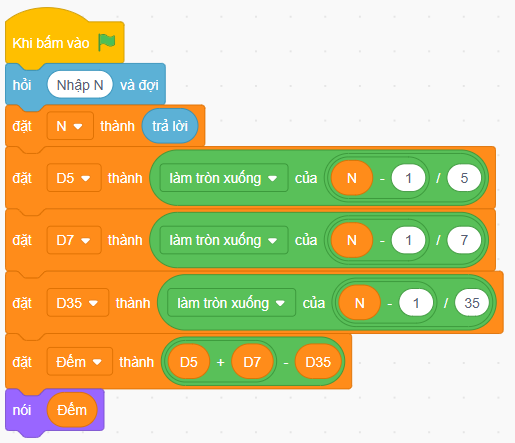 Khi bấm vào
hỏi Nhập N và đợi
đặt N thành trả lời
đặt D5 thành làm tròn xuống của N - 1 / 5
đặt D7 thành làm tròn xuống của N - 1 / 7
đặt D35 thành làm tròn xuống của N - 1 / 35
đặt Đếm thành D5 + D7 - D35
nói Đếm